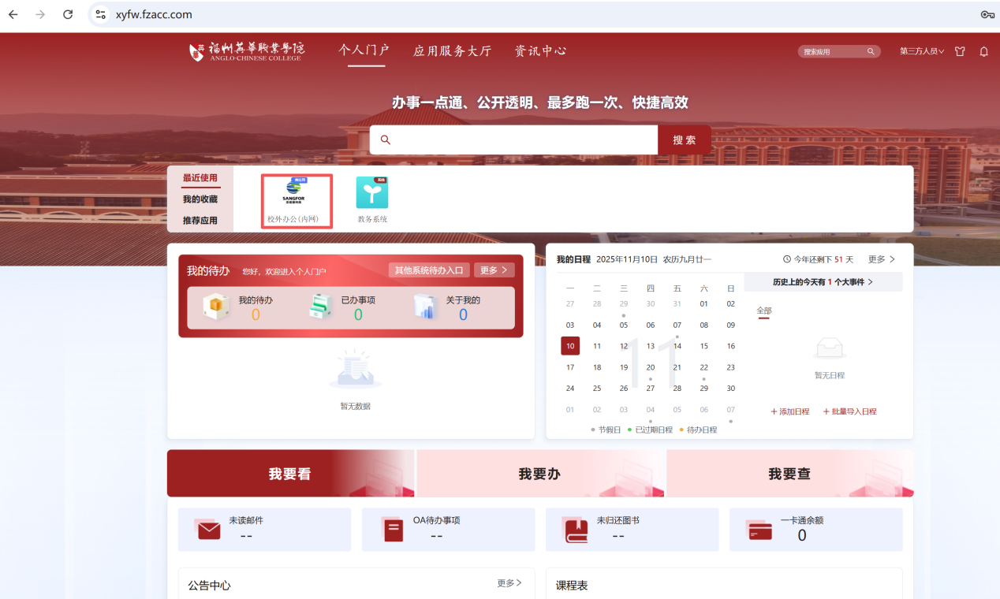 xyfw.fzacc.com
福州英华职业学院
ANGLO-CHINESE COLLEGE
个人门户 应用服务大厅 资讯中心
搜索应用
第三方人员
办事一点通、公开透明、最多跑一次、快捷高效
搜 索
最近使用
我的收藏
推荐应用
SANGFOR
校外办公(内网)
系统
教务系统
我的待办 您好，欢迎进入个人门户 其他系统待办入口 更多
我的待办 0
已办事项 0
关于我的 0
暂无数据
我的日程 2025年11月10日 农历九月廿一 今年还剩下 51 天 更多
一 二 三 四 五 六 日
27 28 29 30 31 01 02
03 04 05 06 07 08 09
10 11 12 13 14 15 16
17 18 19 20 21 22 23
24 25 26 27 28 29 30
01 02 03 04 05 06 07
11
节假日 已过期日程 待办日程
历史上的今天有 1 个大事件
全部
暂无日程
+ 添加日程 + 批量导入日程
我要看 我要办 我要查
未读邮件
--
OA待办事项
--
未归还图书
--
一卡通余额
0
公告中心 更多
课程表